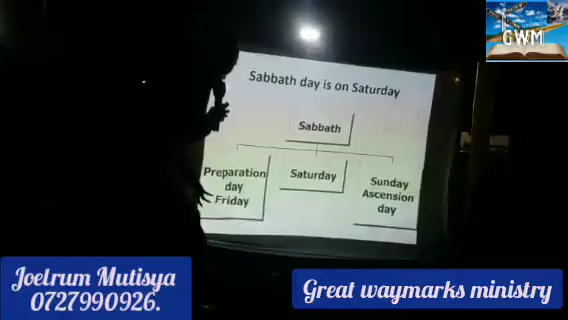 GWM
Sabbath day is on Saturday
Sabbath
Preparation
day
Friday
Saturday
Sunday
Ascension
day
Joelrum Mutisya
0727990926.
Great waymarks ministry